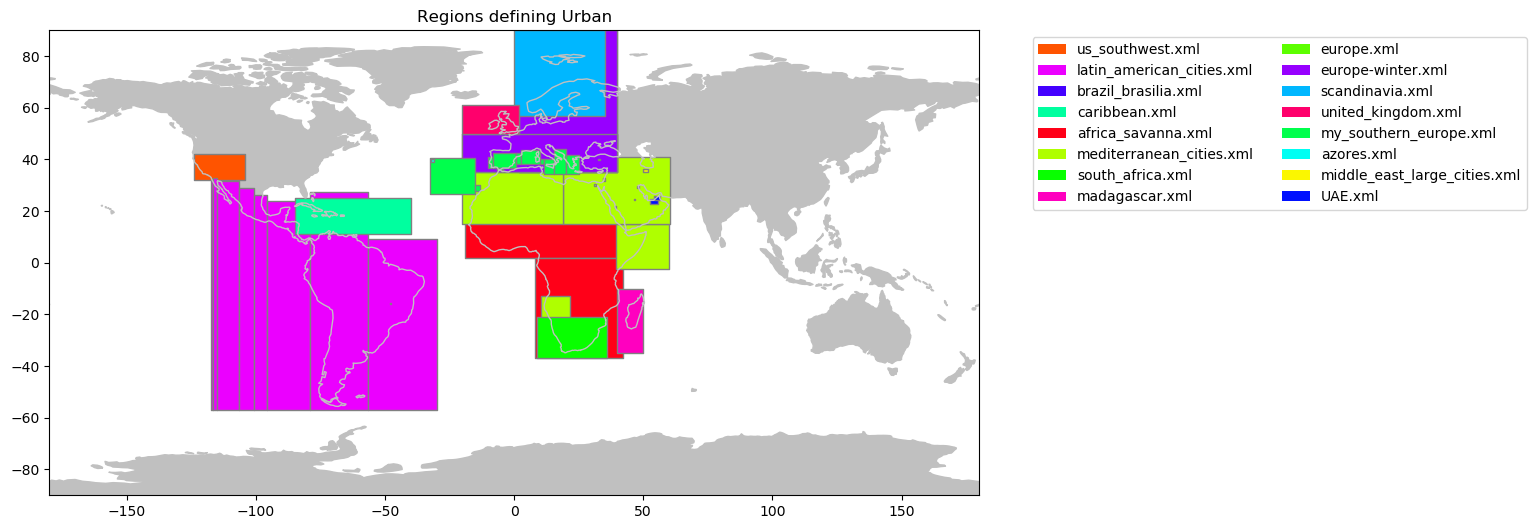 Regions defining Urban
80
60
40
20
0
−20
−40
−60
−80
−150
−100
−50
0
50
100
150
us_southwest.xml
latin_american_cities.xml
brazil_brasilia.xml
caribbean.xml
africa_savanna.xml
mediterranean_cities.xml
south_africa.xml
madagascar.xml
europe.xml
europe-winter.xml
scandinavia.xml
united_kingdom.xml
my_southern_europe.xml
azores.xml
middle_east_large_cities.xml
UAE.xml